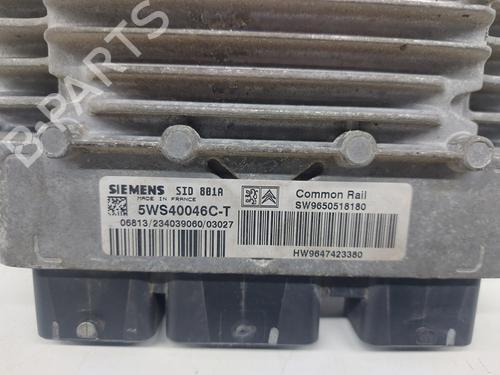 B-PARTS
SIEMENS SID 801A
MADE IN FRANCE
5WS40046C-T
06813/234039060/03027
Common Rail
SW9650518180
HW9647423380